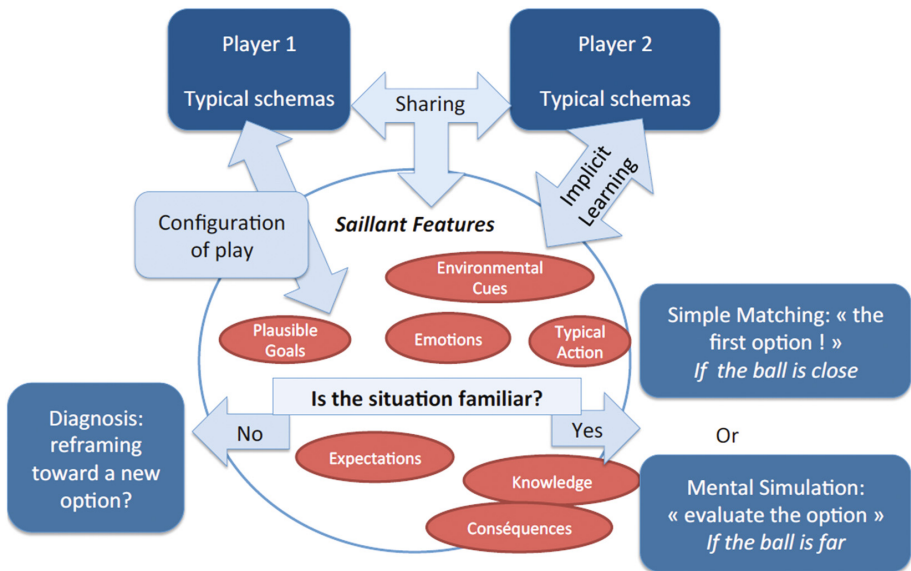 Player 1
Typical schemas
Player 2
Typical schemas
Sharing
Implicit
Learning
Configuration
of play
Saillant Features
Environmental
Cues
Plausible
Goals
Emotions
Typical
Action
Simple Matching: « the
first option ! »
If the ball is close
Is the situation familiar?
Diagnosis:
reframing
toward a new
option?
No
Yes
Or
Expectations
Knowledge
Conséquences
Mental Simulation:
« evaluate the option »
If the ball is far